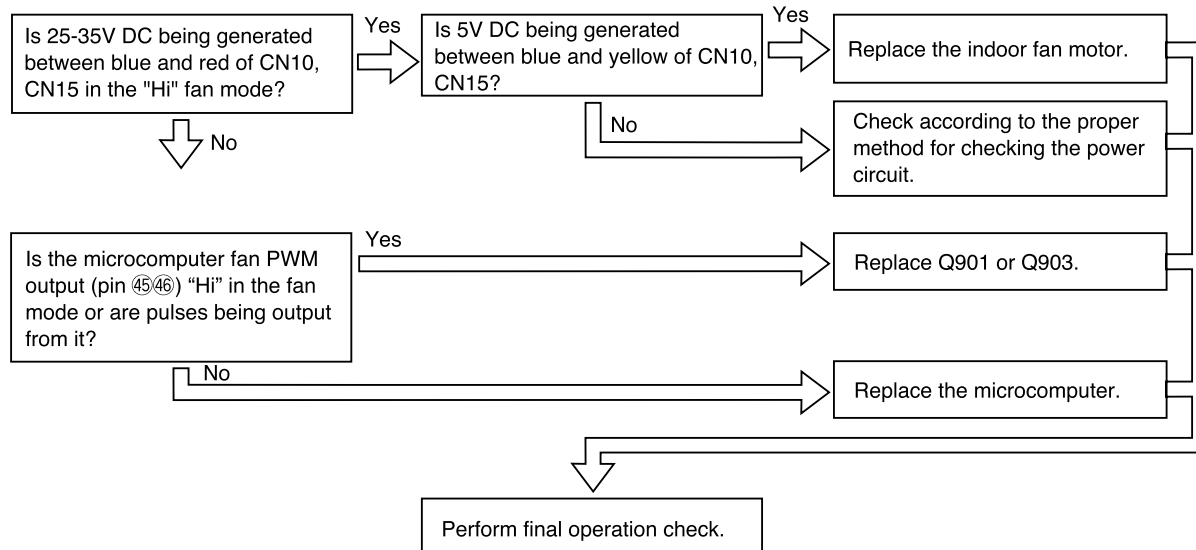 Is 25-35V DC being generated
between blue and red of CN10,
CN15 in the "Hi" fan mode?
Yes
Is 5V DC being generated
between blue and yellow of CN10,
CN15?
Yes
Replace the indoor fan motor.
No
No
Check according to the proper
method for checking the power
circuit.
Is the microcomputer fan PWM
output (pin ㊺㊻) “Hi” in the fan
mode or are pulses being output
from it?
Yes
Replace Q901 or Q903.
No
Replace the microcomputer.
Perform final operation check.